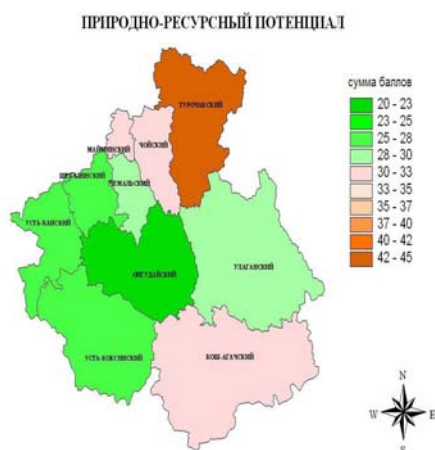 ПРИРОДНО-РЕСУРСНЫЙ ПОТЕНЦИАЛ
сумма баллов
20 - 23
23 - 25
25 - 28
28 - 30
30 - 33
33 - 35
35 - 37
37 - 40
40 - 42
42 - 45
ТУРОЧАКСКИЙ
ЧОЙСКИЙ
МАЙМИНСКИЙ
ШЕБАЛИНСКИЙ
ЧЕМАЛЬСКИЙ
УСТЬ-КАНСКИЙ
ОНГУДАЙСКИЙ
УЛАГАНСКИЙ
УСТЬ-КОКСИНСКИЙ
КОШ-АГАЧСКИЙ
N
W E
S